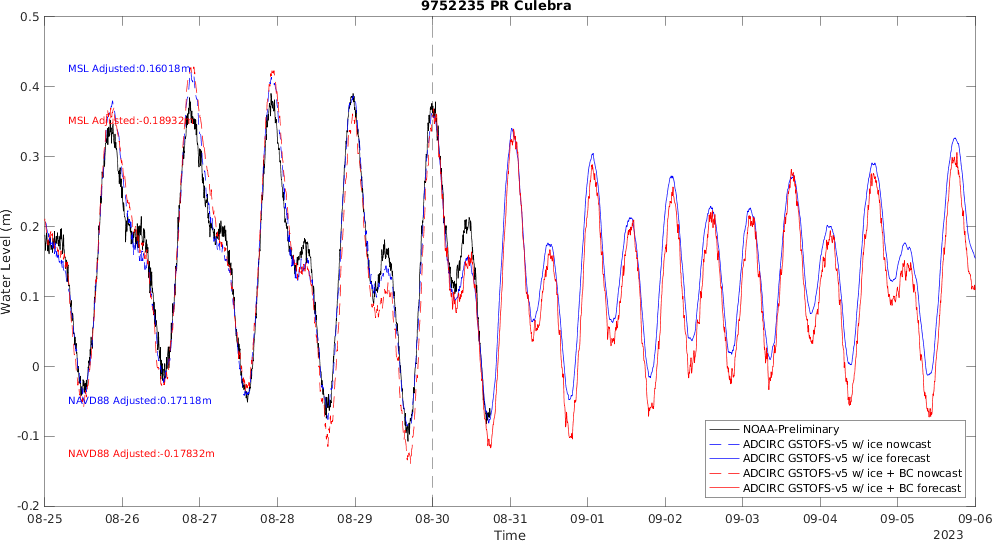 9752235 PR Culebra
0.5
0.4
0.3
0.2
0.1
0
-0.1
-0.2
Water Level (m)
MSL Adjusted:0.16018m
MSL Adjusted:-0.18932m
NAVD88 Adjusted:0.17118m
NAVD88 Adjusted:-0.17832m
NOAA-Preliminary
ADCIRC GSTOFS-v5 w/ ice nowcast
ADCIRC GSTOFS-v5 w/ ice forecast
ADCIRC GSTOFS-v5 w/ ice + BC nowcast
ADCIRC GSTOFS-v5 w/ ice + BC forecast
08-25 08-26 08-27 08-28 08-29 08-30 08-31 09-01 09-02 09-03 09-04 09-05 09-06
Time
2023